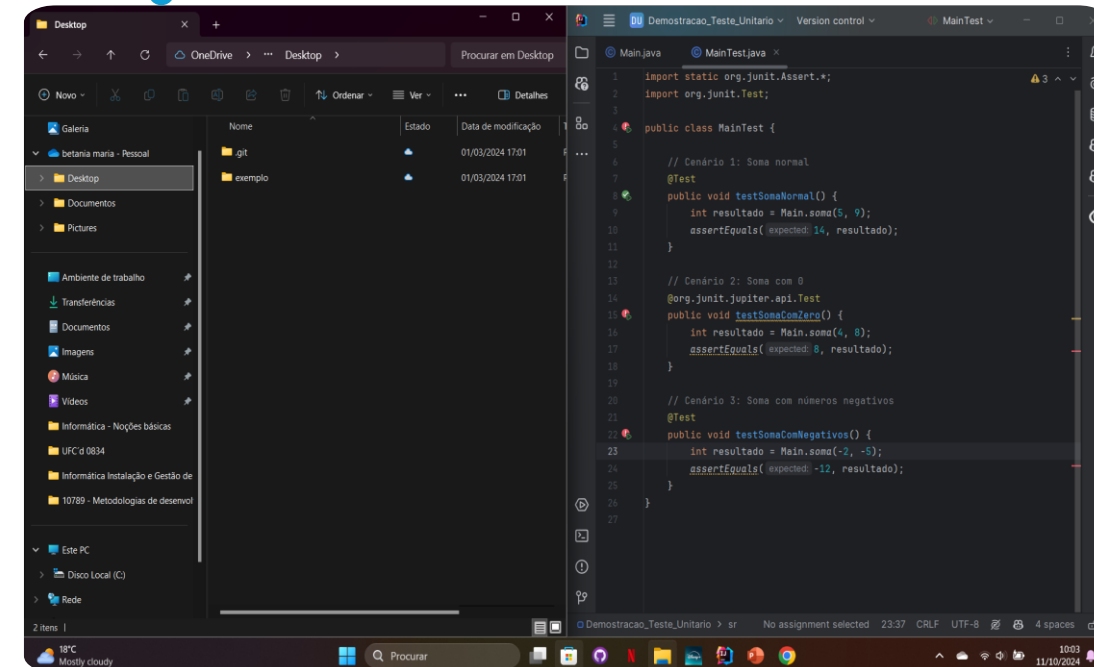 Desktop
OneDrive > ··· Desktop >
Procurar em Desktop
Novo
Ordenar
Ver
···
Detalhes
Galeria
betania maria - Pessoal
Desktop
Documentos
Pictures
Ambiente de trabalho
Transferências
Documentos
Imagens
Música
Vídeos
Informática - Noções básicas
UFC'd 0834
Informática Instalação e Gestão de
10789 - Metodologias de desenvol
Este PC
Disco Local (C:)
Rede
Nome Estado Data de modificação
.git 01/03/2024 17:01
exemplo 01/03/2024 17:01
2 itens
DU Demostracao_Teste_Unitario Version control MainTest
Main.java MainTest.java
3
1 import static org.junit.Assert.*;
2 import org.junit.Test;
3
4 public class MainTest {
5
6 // Cenário 1: Soma normal
7 @Test
8 public void testSomaNormal() {
9 int resultado = Main.soma(5, 9);
10 assertEquals( expected: 14, resultado);
11 }
12
13 // Cenário 2: Soma com 0
14 @org.junit.jupiter.api.Test
15 public void testSomaComZero() {
16 int resultado = Main.soma(4, 8);
17 assertEquals( expected: 8, resultado);
18 }
19
20 // Cenário 3: Soma com números negativos
21 @Test
22 public void testSomaComNegativos() {
23 int resultado = Main.soma(-2, -5);
24 assertEquals( expected: -12, resultado);
25 }
26 }
27
Demostracao_Teste_Unitario > sr No assignment selected 23:37 CRLF UTF-8 4 spaces
18°C
Mostly cloudy
Procurar
10:03
11/10/2024